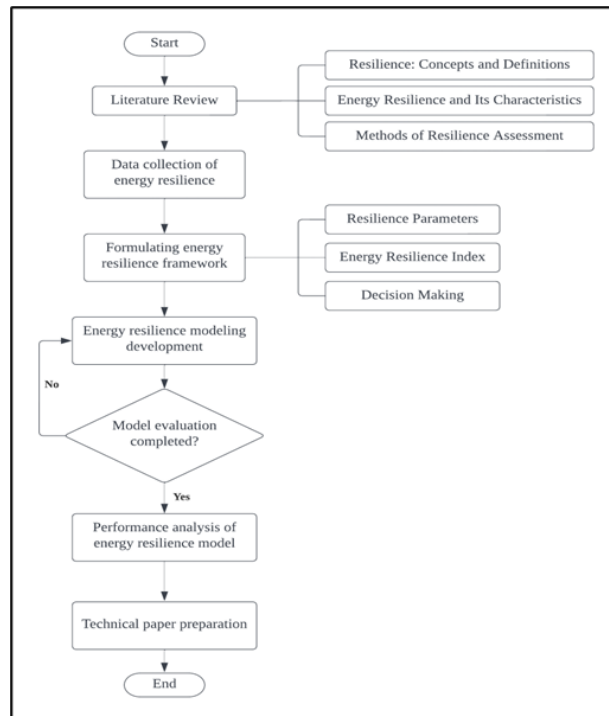 Start
Literature Review
Resilience: Concepts and Definitions
Energy Resilience and Its Characteristics
Methods of Resilience Assessment
Data collection of
energy resilience
Formulating energy
resilience framework
Resilience Parameters
Energy Resilience Index
Decision Making
Energy resilience modeling
development
No
Model evaluation
completed?
Yes
Performance analysis of
energy resilience model
Technical paper preparation
End